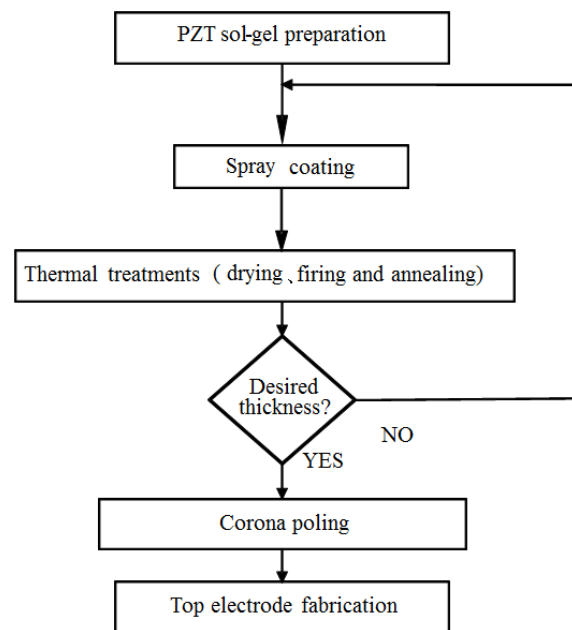 PZT sol-gel preparation
Spray coating
Thermal treatments ( drying、firing and annealing)
Desired
thickness?
NO
YES
Corona poling
Top electrode fabrication